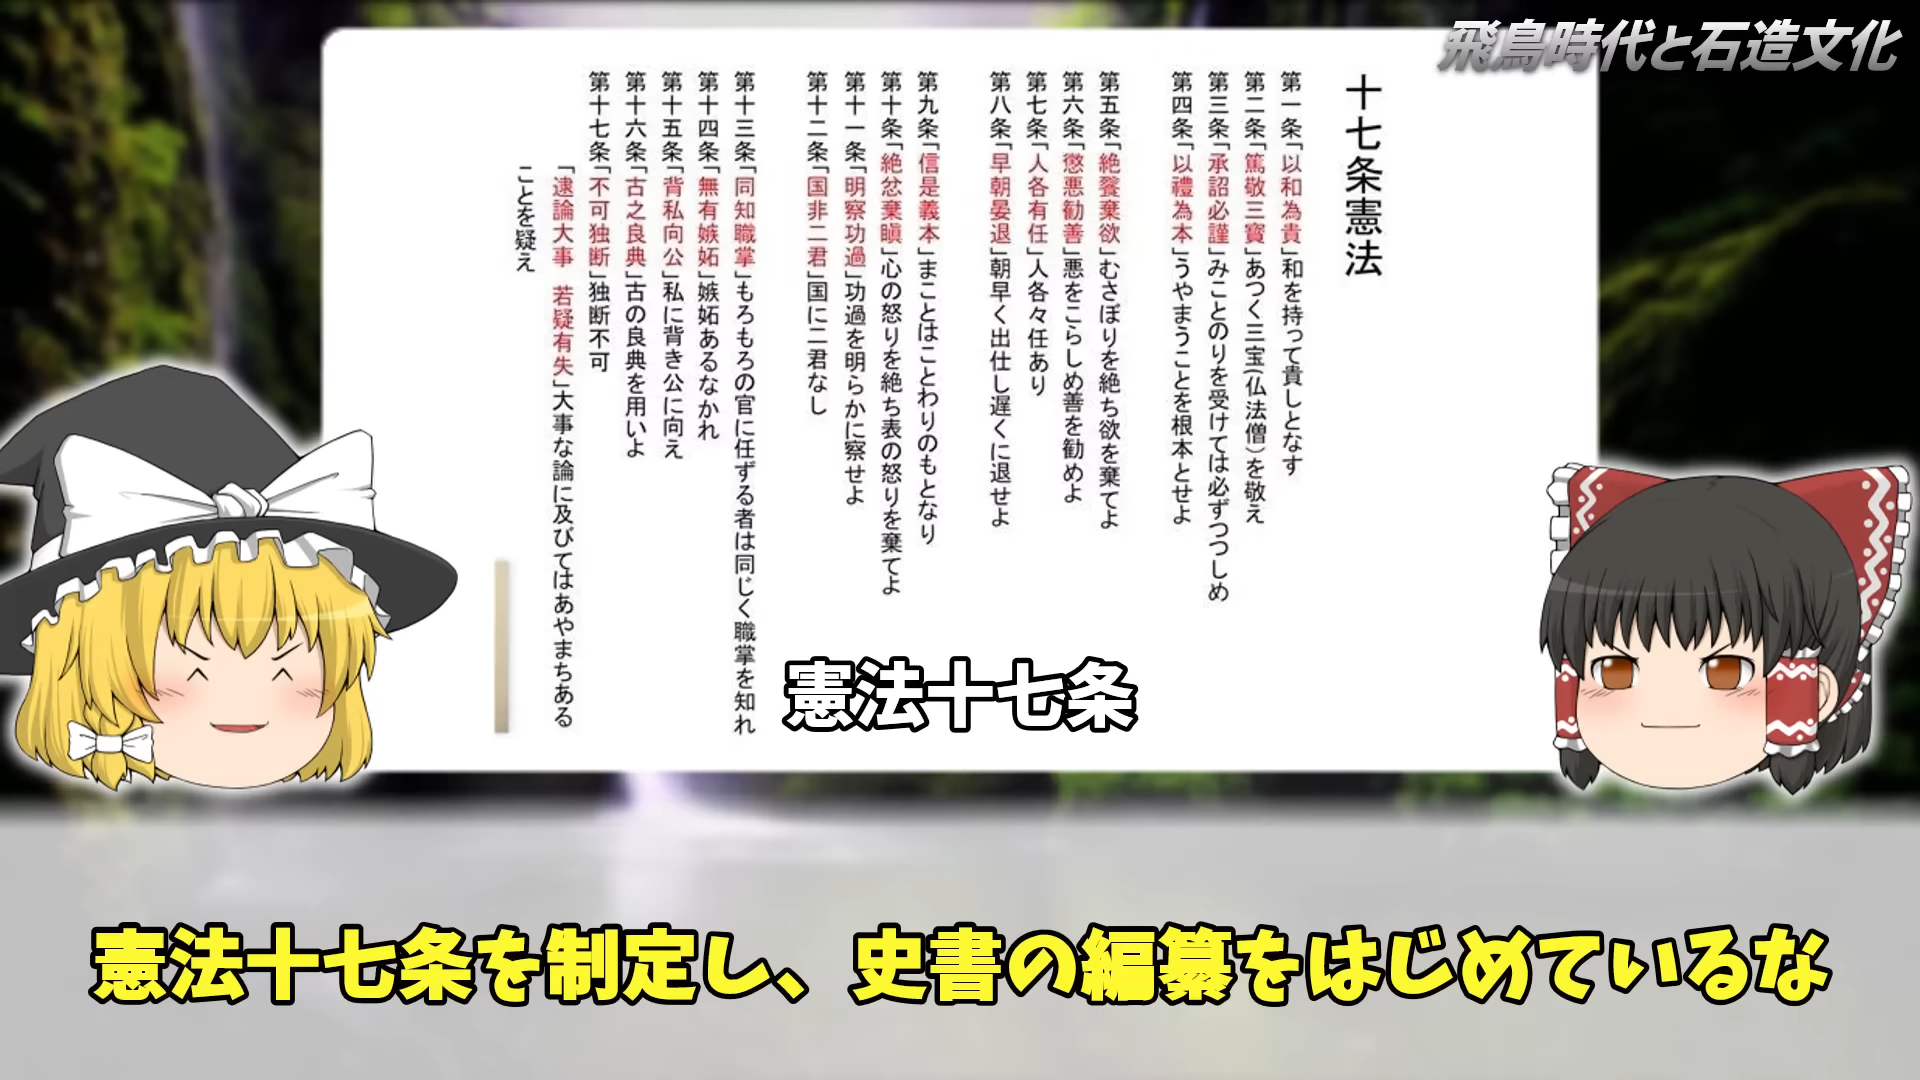 飛鳥時代と石造文化
十七条憲法
第一条「以和為貴」和を持って貴しとなす
第二条「篤敬三寶」あつく三宝(仏法僧)を敬え
第三条「承詔必謹」みことのりを受けては必ずつつしめ
第四条「以禮為本」うやまうことを根本とせよ
第五条「絶餮棄欲」むさぼりを絶ち欲を棄てよ
第六条「懲悪勧善」悪をこらしめ善を勧めよ
第七条「人各有任」人各々任あり
第八条「早朝晏退」朝早く出仕し遅くに退せよ
第九条「信是義本」まことはことわりのもとなり
第十条「絶忿棄瞋」心の怒りを絶ち表の怒りを棄てよ
第十一条「明察功過」功過を明らかに察せよ
第十二条「国非二君」国に二君なし
第十三条「同知職掌」もろもろの官に任ずる者は同じく職掌を知れ
第十四条「無有嫉妬」嫉妬あるなかれ
第十五条「背私向公」私に背き公に向え
第十六条「古之良典」古の良典を用いよ
第十七条「不可独断」独断不可
「逮論大事 若疑有失」大事な論に及びてはあやまちある
ことを疑え
憲法十七条
憲法十七条を制定し、史書の編纂をはじめているな